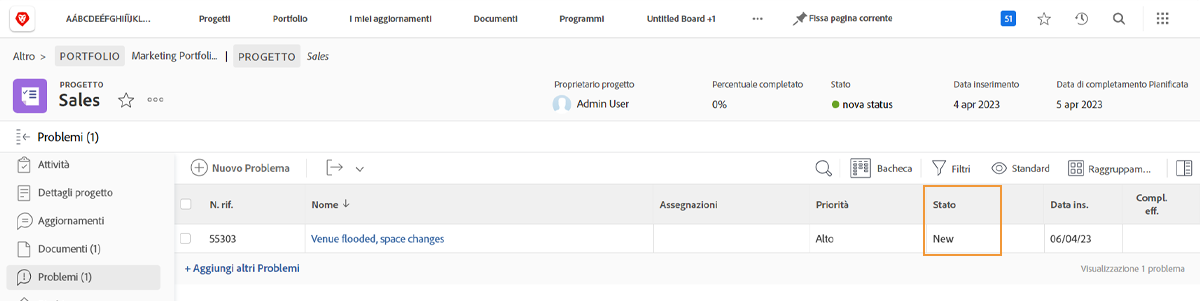 AÁBCDEÉFGHIÍJKL... Progetti Portfolio I miei aggiornamenti Documenti Programmi Untitled Board +1 Fissa pagina corrente 51
Altro > PORTFOLIO Marketing Portfoli... | PROGETTO Sales
PROGETTO
Sales
Proprietario progetto Percentuale completato Stato Data inserimento Data di completamento Pianificata
Admin User 0% nova status 4 apr 2023 5 apr 2023
Problemi (1)
Attività
Dettagli progetto
Aggiornamenti
Documenti (1)
Problemi (1)
Nuovo Problema Bacheca Filtri Standard Raggruppam...
N. rif. Nome Assegnazioni Priorità Stato Data ins. Compl.
eff.
55303 Venue flooded, space changes Alto New 06/04/23
+ Aggiungi altri Problemi Visualizzazione 1 problema